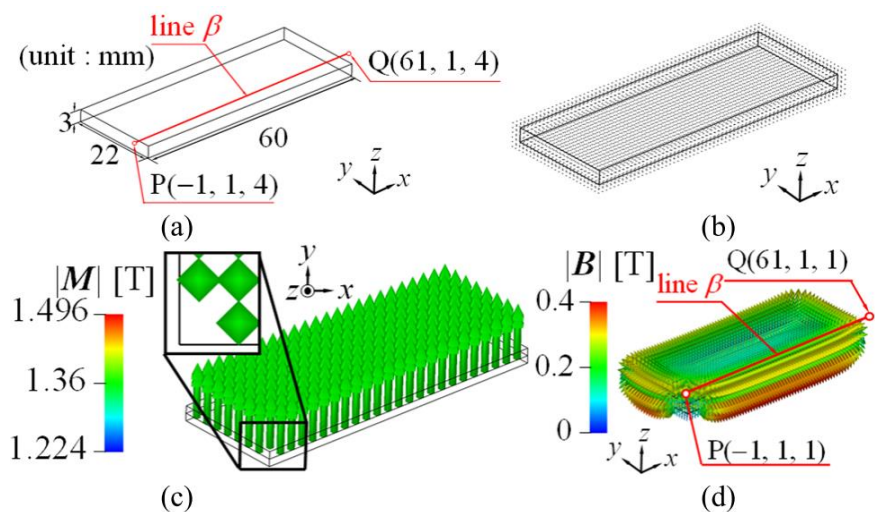 line β
(unit : mm)
Q(61, 1, 4)
3
22
60
P(−1, 1, 4)
y z x
(a)
y z x
(b)
|M| [T]
1.496
1.36
1.224
y
z x
(c)
|B| [T]
0.4
0.2
0
Q(61, 1, 1)
line β
P(−1, 1, 1)
y z x
(d)